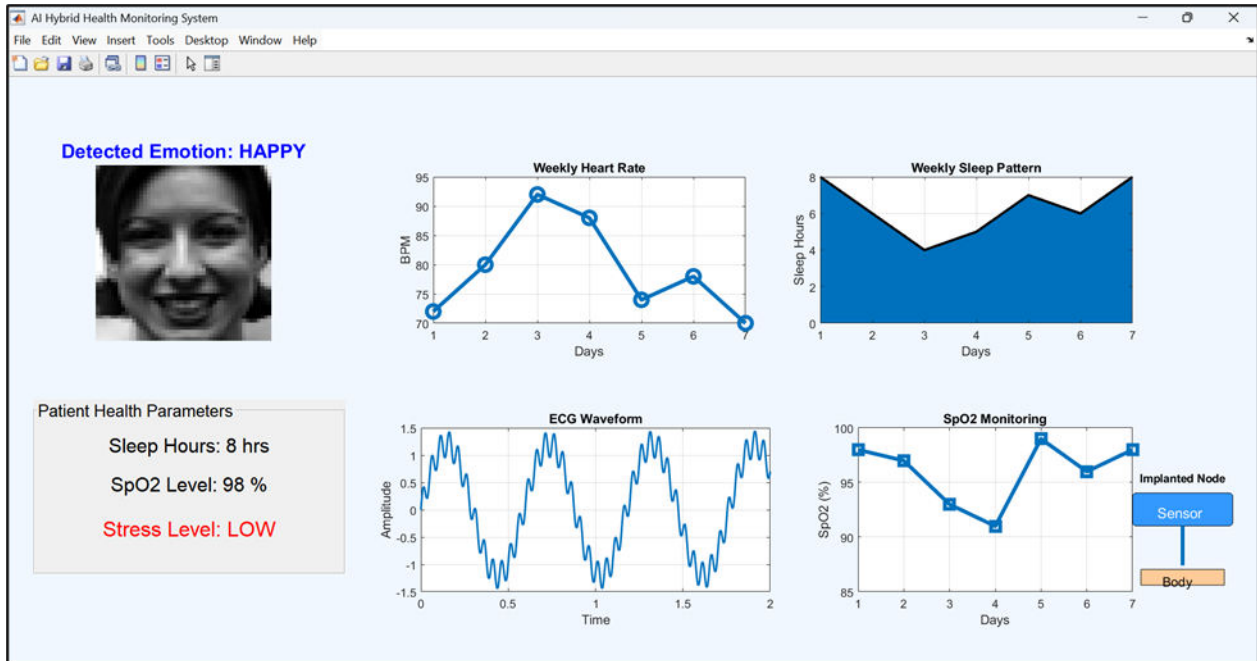 AI Hybrid Health Monitoring System
File Edit View Insert Tools Desktop Window Help
Detected Emotion: HAPPY
Patient Health Parameters
Sleep Hours: 8 hrs
SpO2 Level: 98 %
Stress Level: LOW
Weekly Heart Rate
BPM
95
90
85
80
75
70
1 2 3 4 5 6 7
Days
Weekly Sleep Pattern
Sleep Hours
8
6
4
2
0
1 2 3 4 5 6 7
Days
ECG Waveform
Amplitude
1.5
1
0.5
0
-0.5
-1
-1.5
0 0.5 1 1.5 2
Time
SpO2 Monitoring
SpO2 (%)
100
95
90
85
1 2 3 4 5 6 7
Days
Implanted Node
Sensor
Body